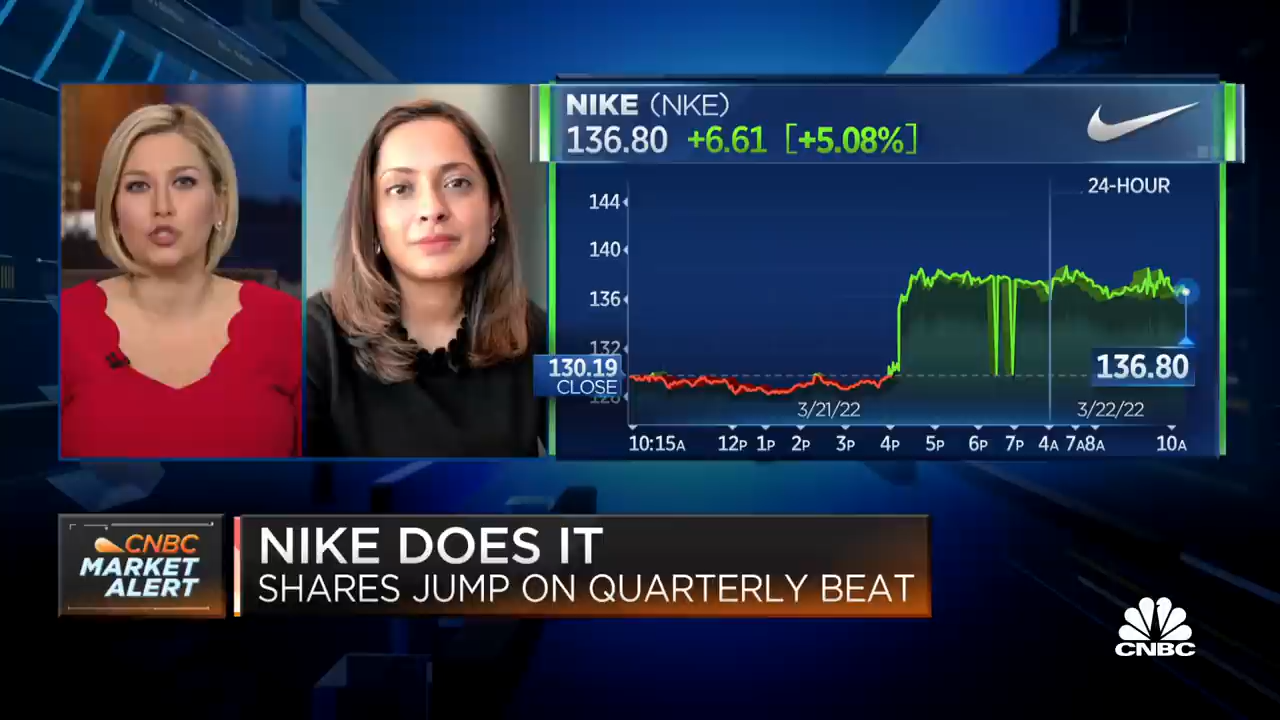 NIKE (NKE)
136.80 +6.61 [+5.08%]
24-HOUR
144
140
136
132
130.19
CLOSE
128
136.80
3/21/22 3/22/22
10:15A 12P 1P 2P 3P 4P 5P 6P 7P 4A 7A 8A 10A
CNBC
MARKET
ALERT
NIKE DOES IT
SHARES JUMP ON QUARTERLY BEAT
CNBC